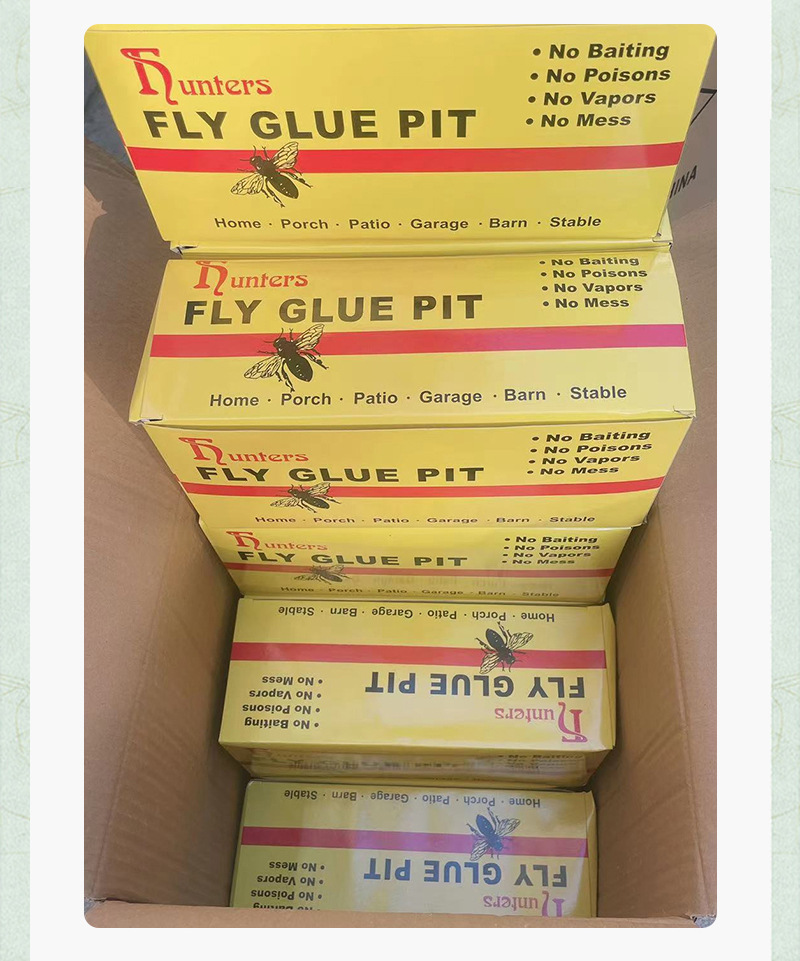 Hunters
FLY GLUE PIT
• No Baiting
• No Poisons
• No Vapors
• No Mess
Home · Porch · Patio · Garage · Barn · Stable
INA
Hunters
FLY GLUE PIT
• No Baiting
• No Poisons
• No Vapors
• No Mess
Home · Porch · Patio · Garage · Barn · Stable
Hunters
FLY GLUE PIT
• No Baiting
• No Poisons
• No Vapors
• No Mess
Home · Porch · Patio · Garage · Barn · Stable
Hunters
FLY GLUE PIT
• No Baiting
• No Poisons
• No Vapors
• No Mess
Home · Porch · Patio · Garage · Barn · Stable
Hunters
FLY GLUE PIT
• No Baiting
• No Poisons
• No Vapors
• No Mess
Home · Porch · Patio · Garage · Barn · Stable
Hunters
FLY GLUE PIT
• No Baiting
• No Poisons
• No Vapors
• No Mess
Home · Porch · Patio · Garage · Barn · Stable